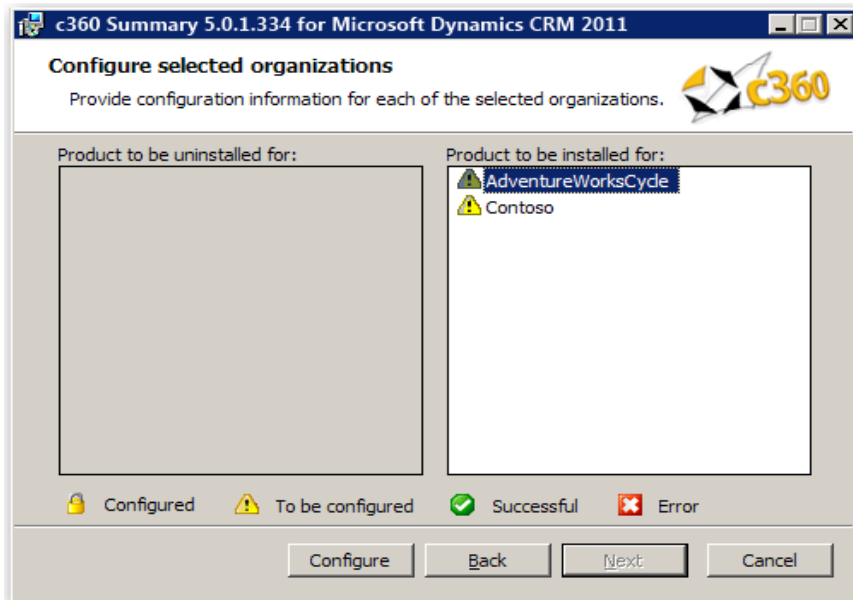 c360 Summary 5.0.1.334 for Microsoft Dynamics CRM 2011
Configure selected organizations
Provide configuration information for each of the selected organizations.
c360
Product to be uninstalled for:
Product to be installed for:
AdventureWorksCycle
Contoso
Configured
To be configured
Successful
Error
Configure
Back
Next
Cancel